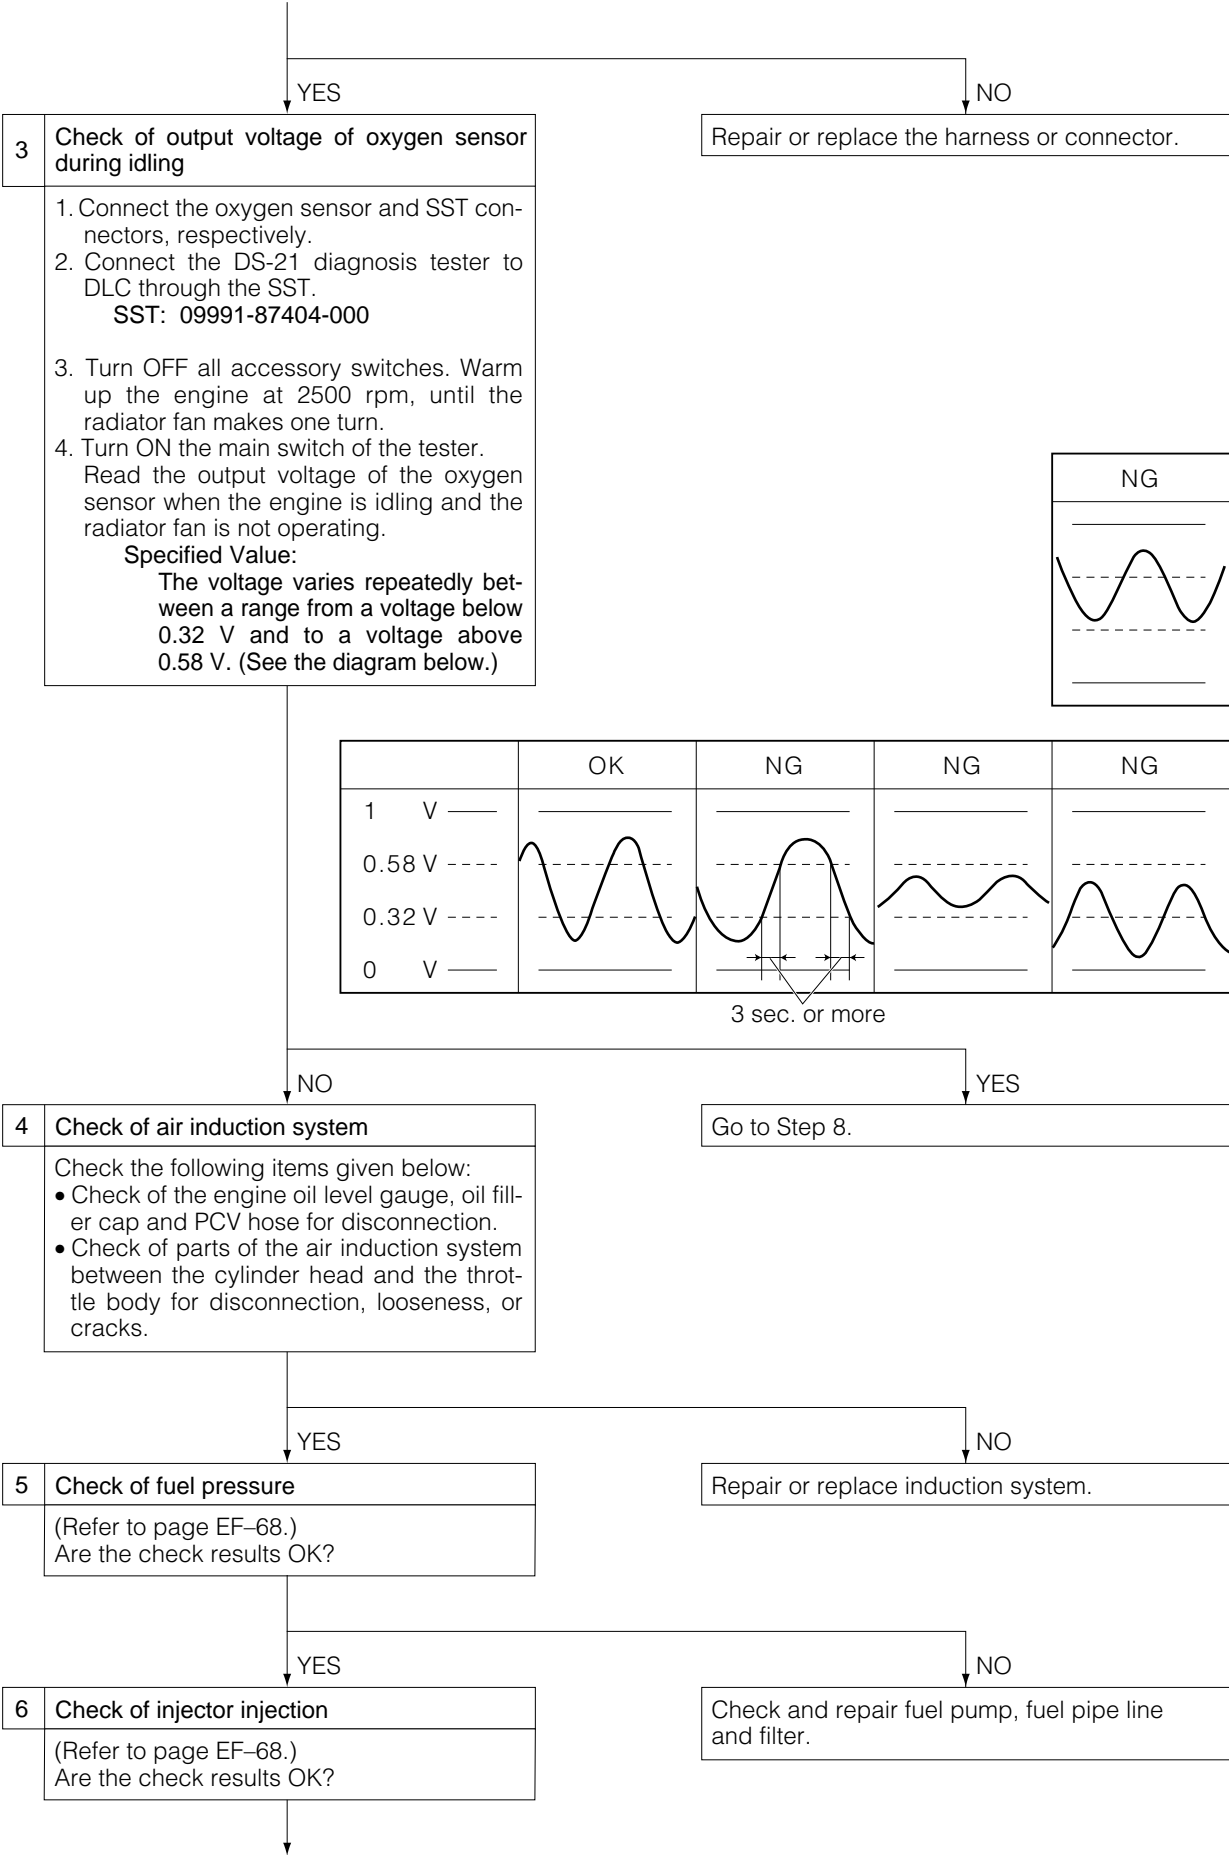 YES
NO
3
Check of output voltage of oxygen sensor
during idling
Repair or replace the harness or connector.
1. Connect the oxygen sensor and SST con-
nectors, respectively.
2. Connect the DS-21 diagnosis tester to
DLC through the SST.
SST: 09991-87404-000
3. Turn OFF all accessory switches. Warm
up the engine at 2500 rpm, until the
radiator fan makes one turn.
4. Turn ON the main switch of the tester.
Read the output voltage of the oxygen
sensor when the engine is idling and the
radiator fan is not operating.
Specified Value:
The voltage varies repeatedly bet-
ween a range from a voltage below
0.32 V and to a voltage above
0.58 V. (See the diagram below.)
NG
OK NG NG NG
1 V
0.58 V
0.32 V
0 V
3 sec. or more
NO
YES
4
Check of air induction system
Go to Step 8.
Check the following items given below:
• Check of the engine oil level gauge, oil fill-
er cap and PCV hose for disconnection.
• Check of parts of the air induction system
between the cylinder head and the throt-
tle body for disconnection, looseness, or
cracks.
YES
NO
5
Check of fuel pressure
Repair or replace induction system.
(Refer to page EF–68.)
Are the check results OK?
YES
NO
6
Check of injector injection
Check and repair fuel pump, fuel pipe line
and filter.
(Refer to page EF–68.)
Are the check results OK?